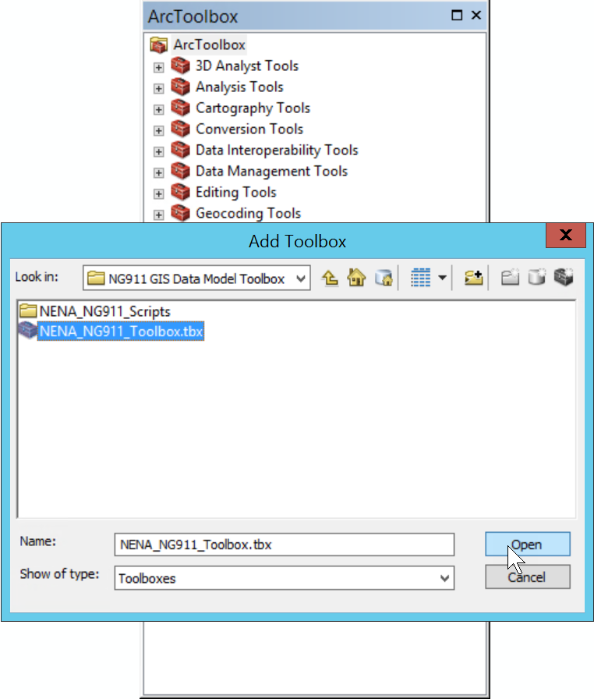 ArcToolbox
ArcToolbox
3D Analyst Tools
Analysis Tools
Cartography Tools
Conversion Tools
Data Interoperability Tools
Data Management Tools
Editing Tools
Geocoding Tools
Add Toolbox
Look in: NG911 GIS Data Model Toolbox
NENA_NG911_Scripts
NENA_NG911_Toolbox.tbx
Name: NENA_NG911_Toolbox.tbx Open
Show of type: Toolboxes Cancel